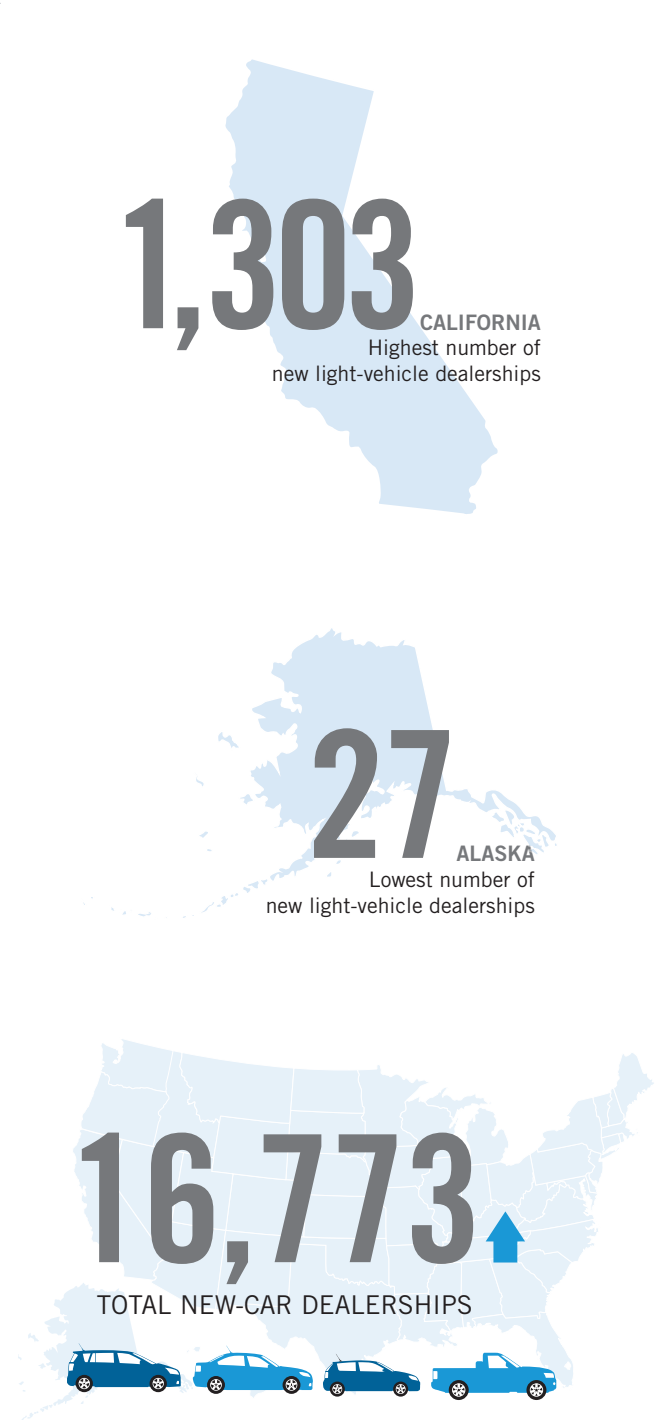 1,303
CALIFORNIA
Highest number of
new light-vehicle dealerships
27
ALASKA
Lowest number of
new light-vehicle dealerships
16,773
TOTAL NEW-CAR DEALERSHIPS